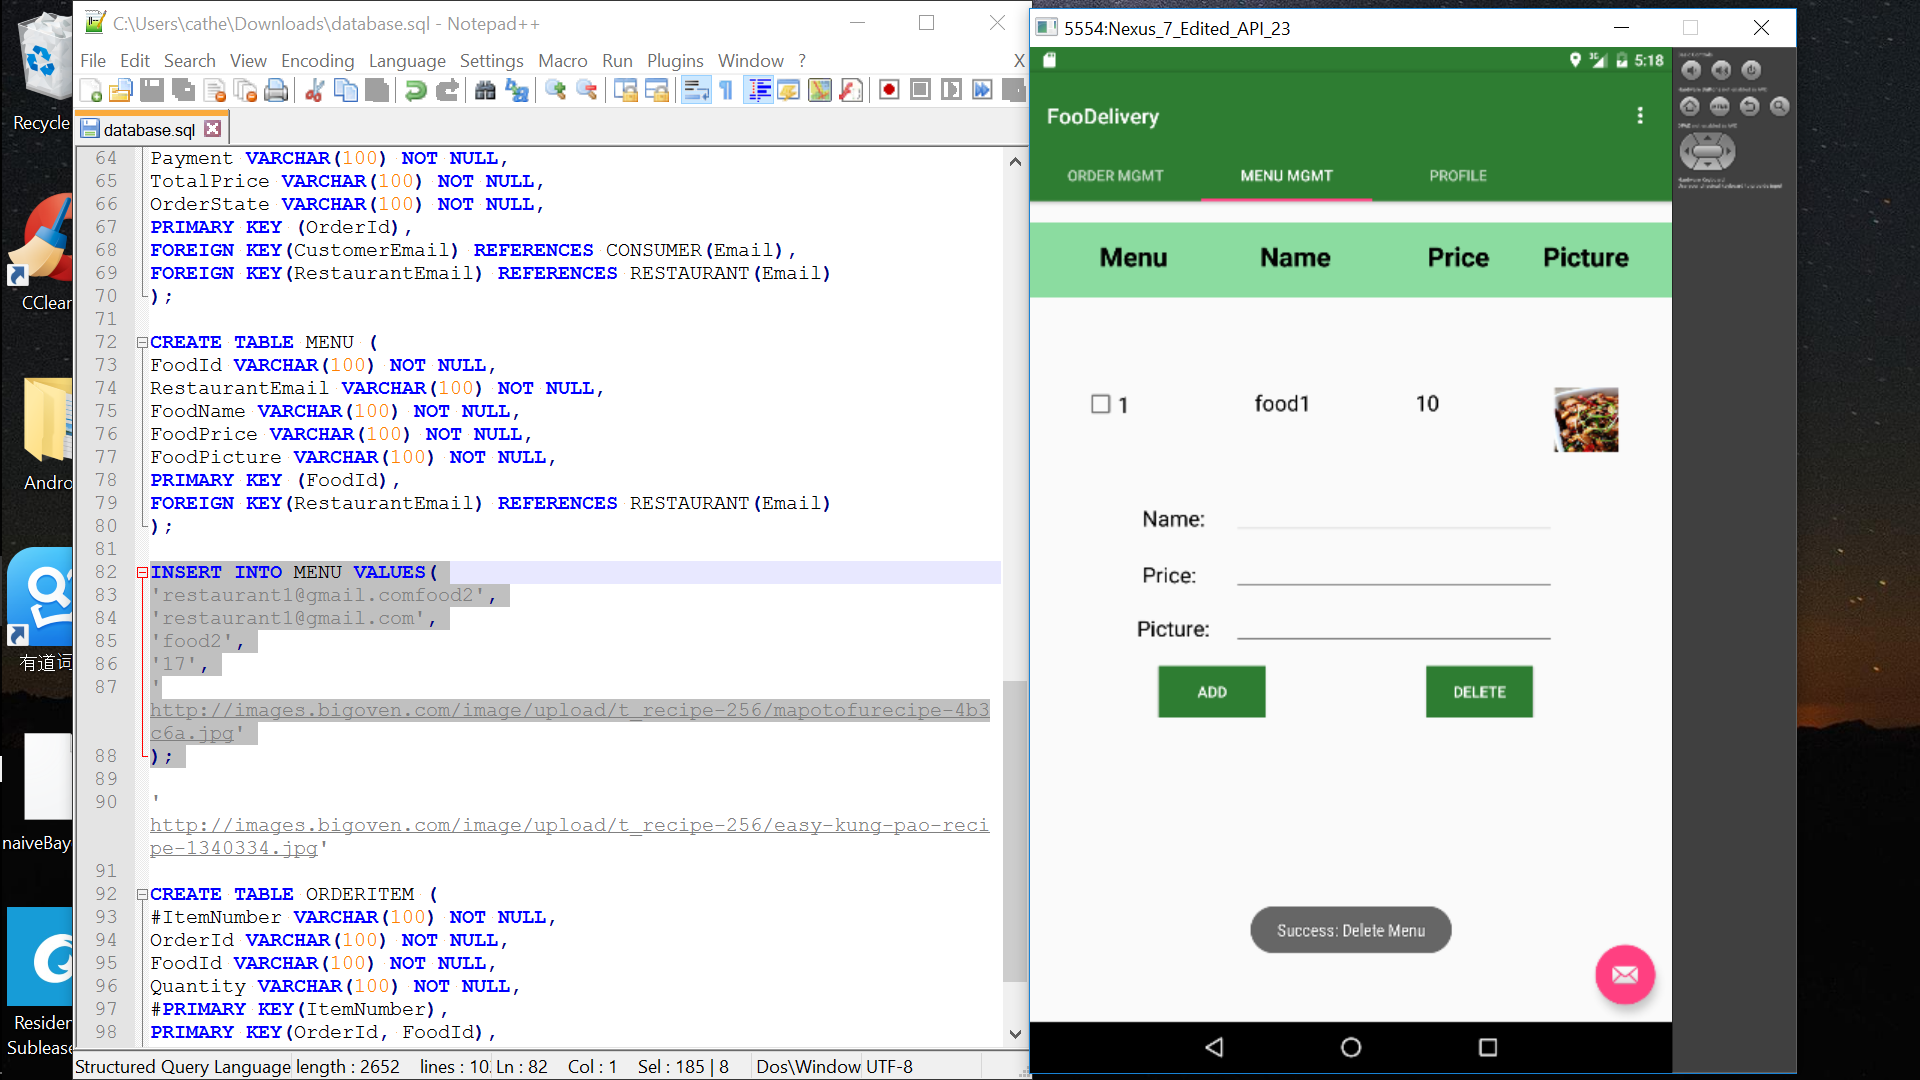 Recycle
CClear
Andro
有道词
naiveBay
Resider
Sublease
C:\Users\cathe\Downloads\database.sql - Notepad++
File Edit Search View Encoding Language Settings Macro Run Plugins Window ? X
database.sql
64 Payment VARCHAR(100) NOT NULL,
65 TotalPrice VARCHAR(100) NOT NULL,
66 OrderState VARCHAR(100) NOT NULL,
67 PRIMARY KEY (OrderId),
68 FOREIGN KEY(CustomerEmail) REFERENCES CONSUMER(Email),
69 FOREIGN KEY(RestaurantEmail) REFERENCES RESTAURANT(Email)
70 );
71
72 CREATE TABLE MENU (
73 FoodId VARCHAR(100) NOT NULL,
74 RestaurantEmail VARCHAR(100) NOT NULL,
75 FoodName VARCHAR(100) NOT NULL,
76 FoodPrice VARCHAR(100) NOT NULL,
77 FoodPicture VARCHAR(100) NOT NULL,
78 PRIMARY KEY (FoodId),
79 FOREIGN KEY(RestaurantEmail) REFERENCES RESTAURANT(Email)
80 );
81
82 INSERT INTO MENU VALUES(
83 'restaurant1@gmail.comfood2',
84 'restaurant1@gmail.com',
85 'food2',
86 '17',
87 '
http://images.bigoven.com/image/upload/t_recipe-256/mapotofurecipe-4b3
c6a.jpg'
88 );
89
90 '
http://images.bigoven.com/image/upload/t_recipe-256/easy-kung-pao-reci
pe-1340334.jpg'
91
92 CREATE TABLE ORDERITEM (
93 #ItemNumber VARCHAR(100) NOT NULL,
94 OrderId VARCHAR(100) NOT NULL,
95 FoodId VARCHAR(100) NOT NULL,
96 Quantity VARCHAR(100) NOT NULL,
97 #PRIMARY KEY(ItemNumber),
98 PRIMARY KEY(OrderId, FoodId),
Structured Query Language length : 2652 lines : 10 Ln : 82 Col : 1 Sel : 185 | 8 Dos\Window UTF-8
5554:Nexus_7_Edited_API_23
5:18
FooDelivery
ORDER MGMT MENU MGMT PROFILE
Menu Name Price Picture
1 food1 10
Name:
Price:
Picture:
ADD DELETE
Success: Delete Menu